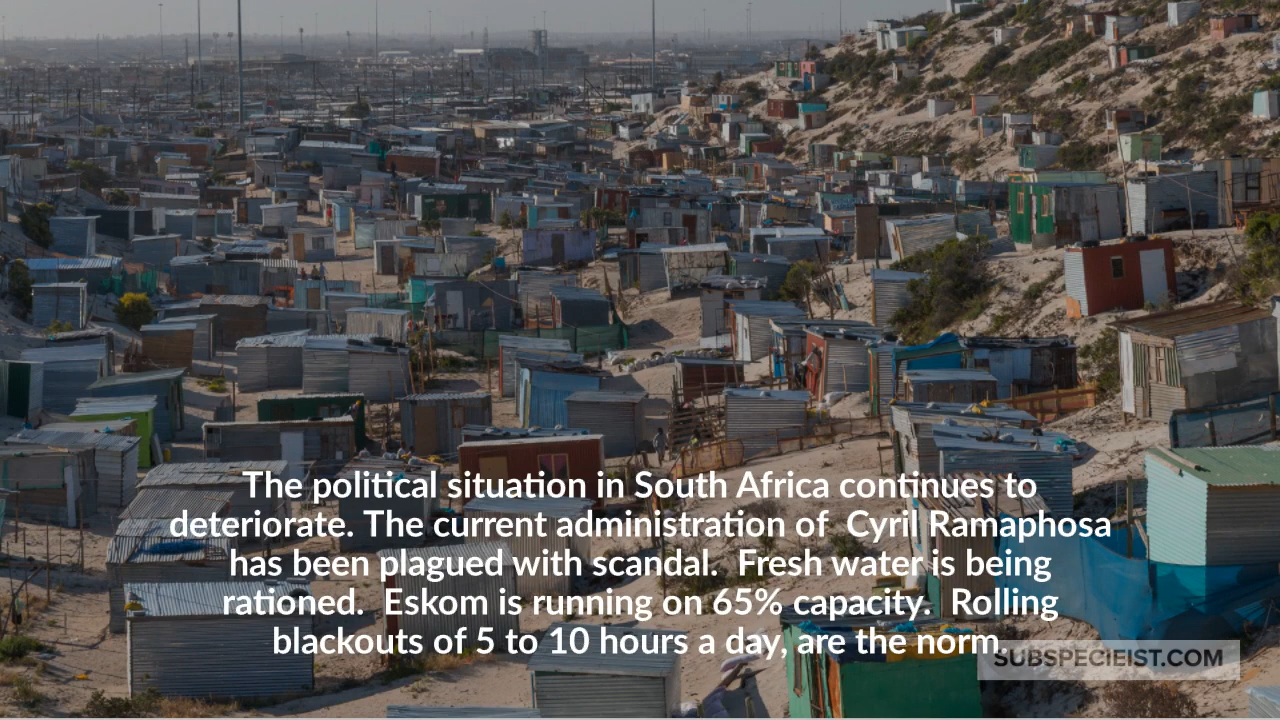 The political situation in South Africa continues to
deteriorate. The current administration of  Cyril Ramaphosa
has been plagued with scandal.  Fresh water is being
rationed.  Eskom is running on 65% capacity.  Rolling
blackouts of 5 to 10 hours a day, are the norm.
SUBSPECIEIST.COM